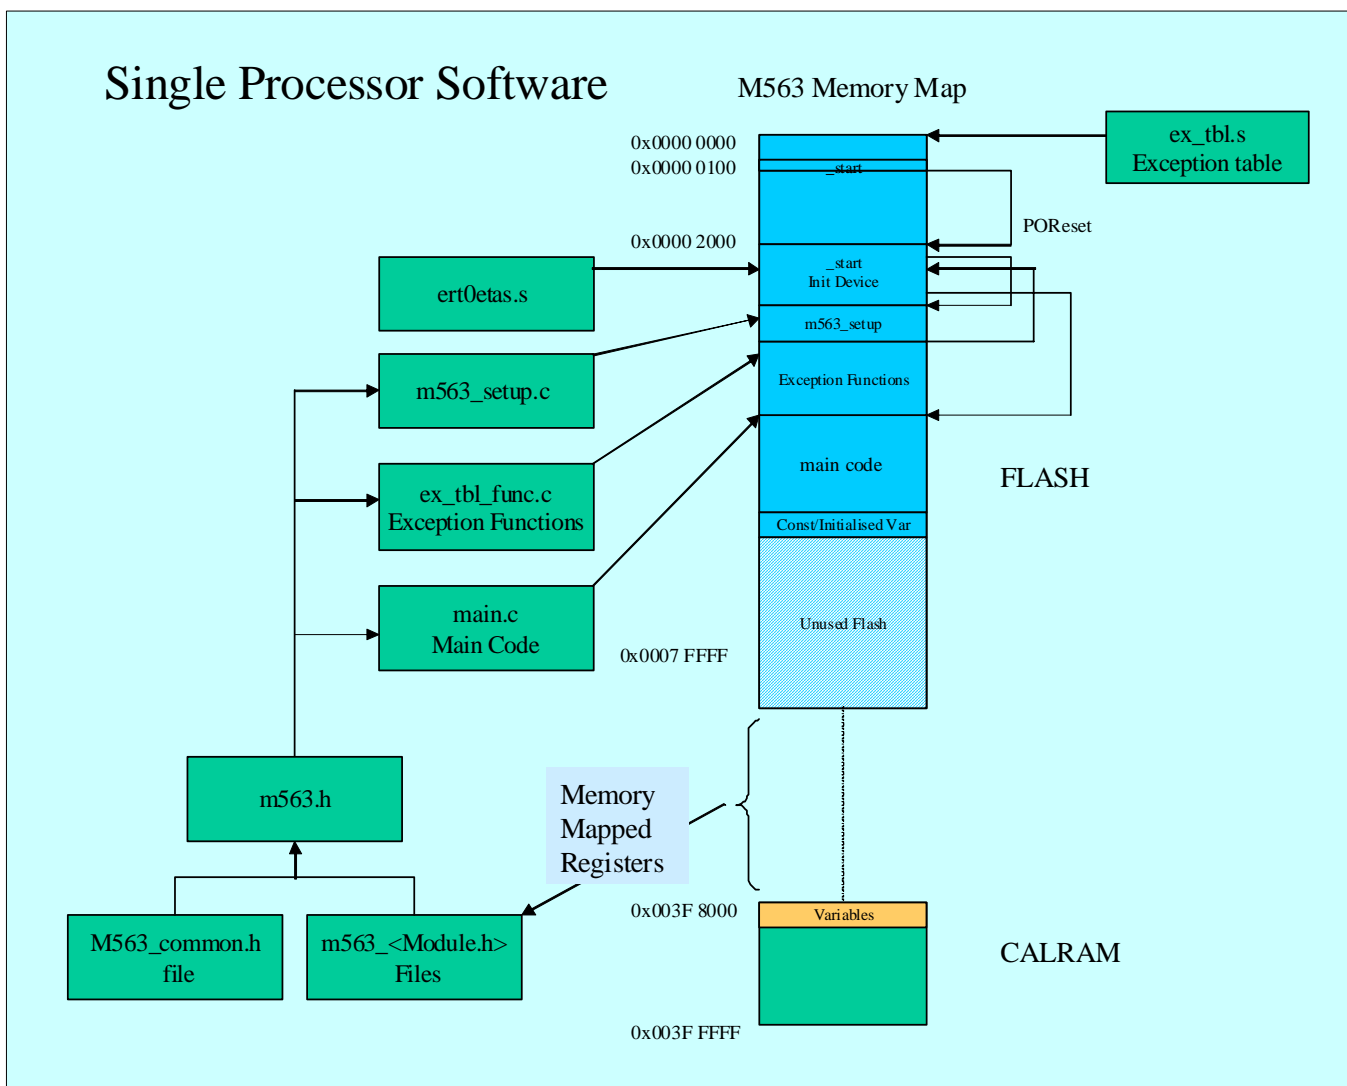 Single Processor Software
M563 Memory Map
0x0000 0000
0x0000 0100
_start
ex_tbl.s
Exception table
POReset
0x0000 2000
_start
Init Device
ert0etas.s
m563_setup
m563_setup.c
Exception Functions
ex_tbl_func.c
Exception Functions
main code
FLASH
Const/Initialised Var
main.c
Main Code
Unused Flash
0x0007 FFFF
m563.h
Memory
Mapped
Registers
M563_common.h
file
m563_<Module.h>
Files
0x003F 8000
Variables
CALRAM
0x003F FFFF